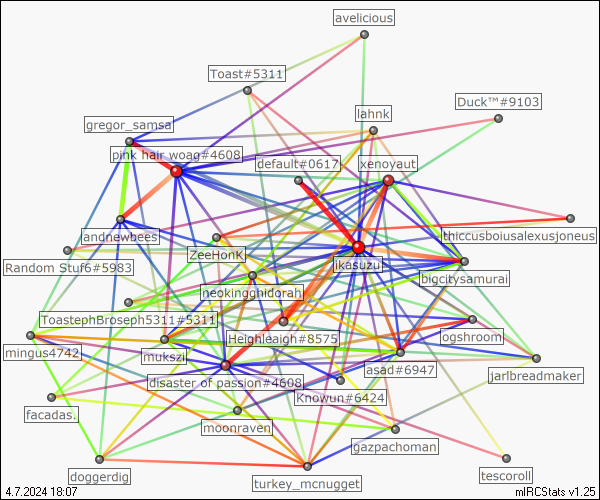 avelicious
Toast#5311
Duck™#9103
lahnk
gregor_samsa
pink hair woag#4608
default#0617
xenoyaut
landnewbees
thiccusboiusalexusjoneus
ZeeHonK
Random Stuf6#5983
ikasuzu
bigcitysamurai
neokingghidorah
ToastephBroseph5311#5311
Heighleaigh#8575
ogshroom
mingus4742
mukszi
asad#6947
jarlbreadmaker
disaster of passion#4608
Knowun#6424
facadas.
moonraven
gazpachoman
doggerdig
turkey_mcnugget
tescoroll
4.7.2024 18:07
mIRCStats v1.25